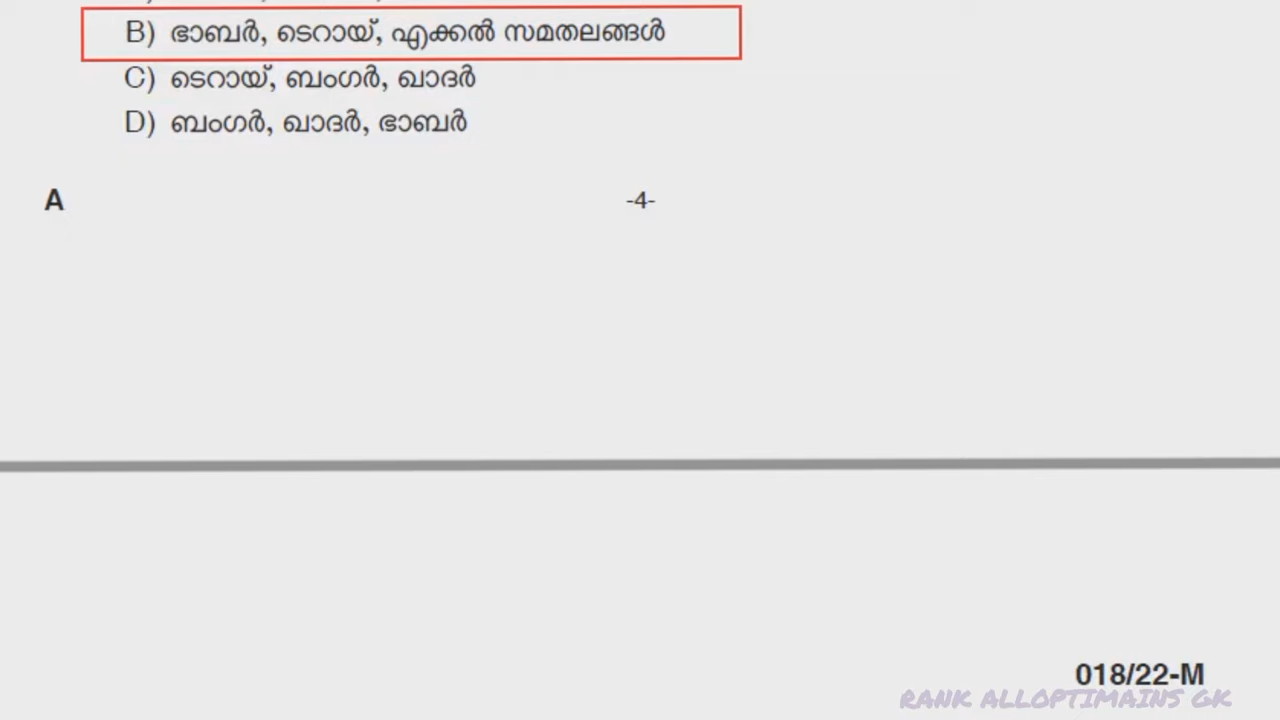 B) ഭാബർ, ടെറായ്, എക്കൽ സമതലങ്ങൾ
C) ടെറായ്, ബംഗർ, ഖാദർ
D) ബംഗർ, ഖാദർ, ഭാബർ
A
-4-
018/22-M
RANK ALLOPTIMAINS GK